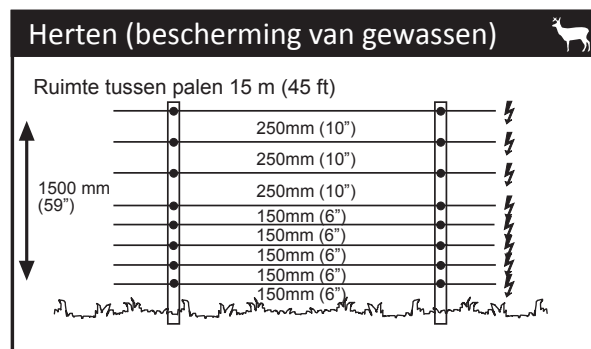 Herten (bescherming van gewassen)
Ruimte tussen palen 15 m (45 ft)
250mm (10”)
250mm (10”)
1500 mm
(59”)
250mm (10”)
150mm (6”)
150mm (6”)
150mm (6”)
150mm (6”)
150mm (6”)